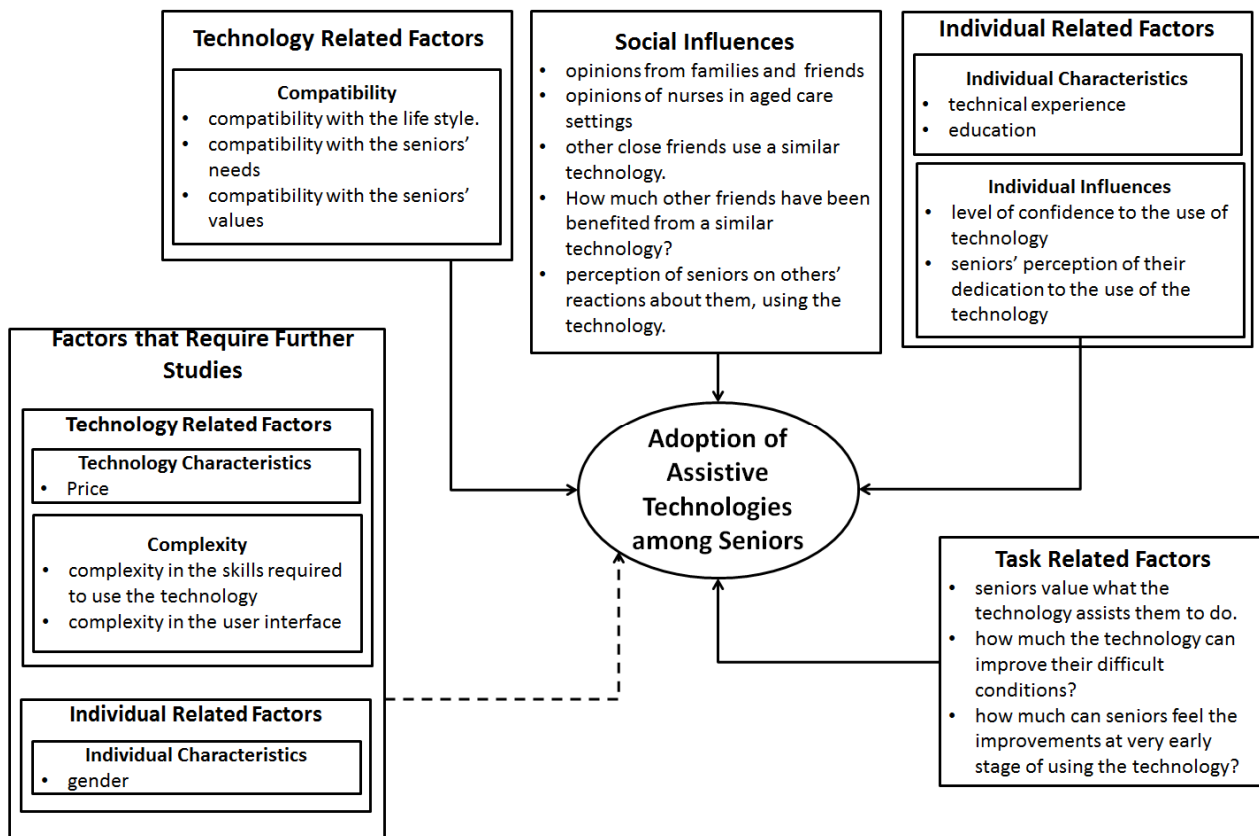 Technology Related Factors
Compatibility
• compatibility with the life style.
• compatibility with the seniors'
needs
• compatibility with the seniors'
values
Social Influences
• opinions from families and friends
• opinions of nurses in aged care
settings
• other close friends use a similar
technology.
• How much other friends have been
benefited from a similar
technology?
• perception of seniors on others'
reactions about them, using the
technology.
Individual Related Factors
Individual Characteristics
• technical experience
• education
Individual Influences
• level of confidence to the use of
technology
• seniors' perception of their
dedication to the use of the
technology
Factors that Require Further
Studies
Technology Related Factors
Technology Characteristics
• Price
Complexity
• complexity in the skills required
to use the technology
• complexity in the user interface
Individual Related Factors
Individual Characteristics
• gender
Adoption of
Assistive
Technologies
among Seniors
Task Related Factors
• seniors value what the
technology assists them to do.
• how much the technology can
improve their difficult
conditions?
• how much can seniors feel the
improvements at very early
stage of using the technology?